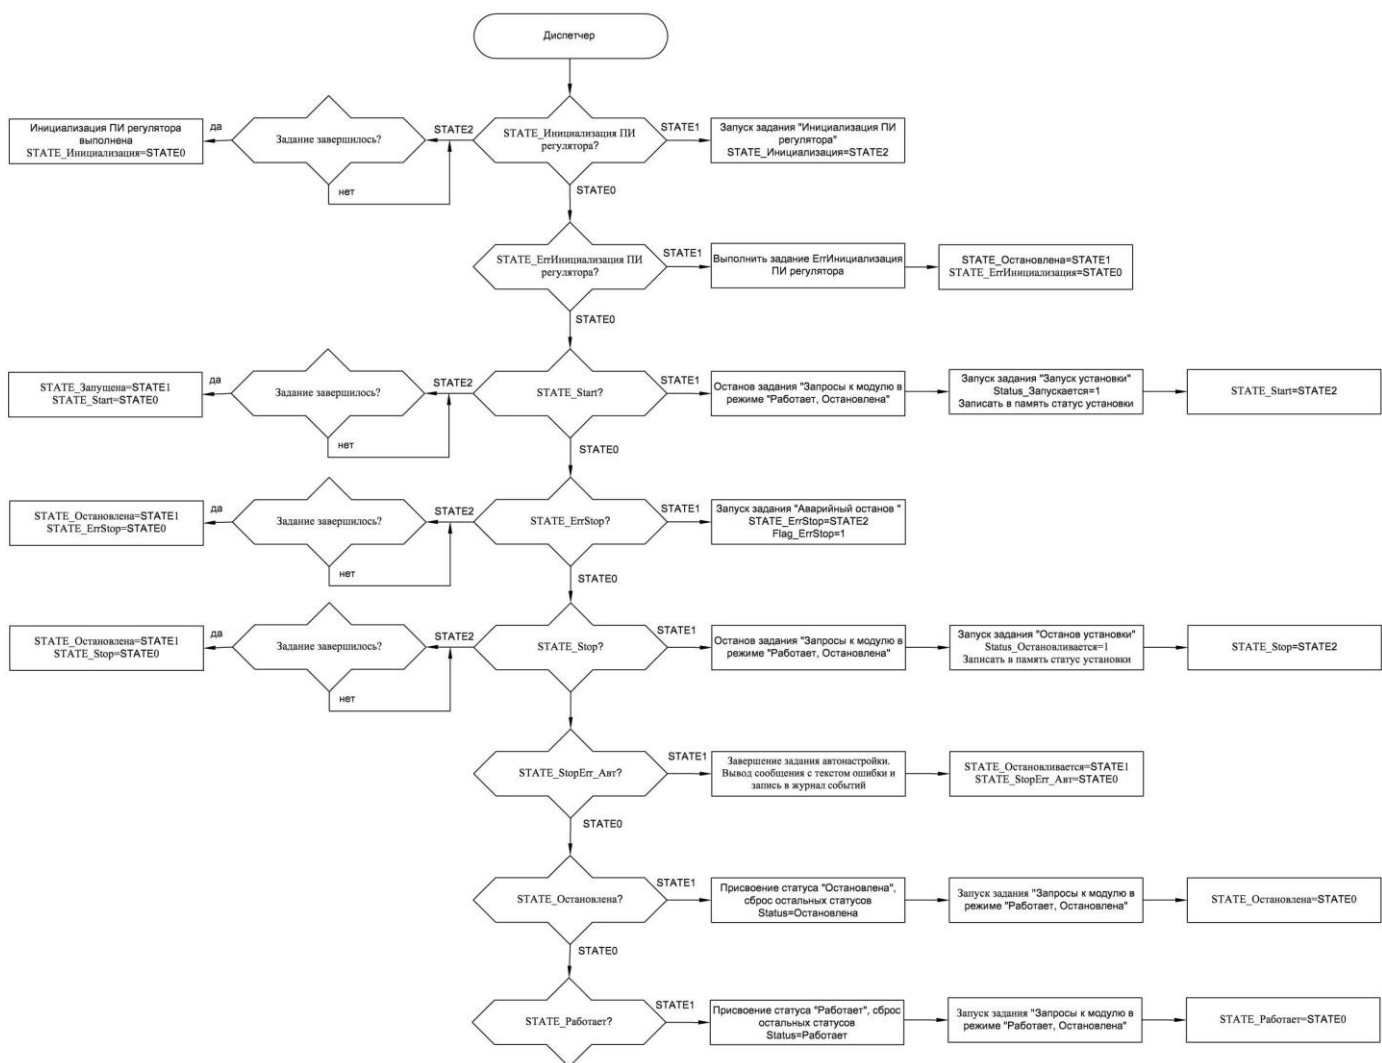 Диспетчер
Инициализация ПИ регулятора
выполнена
STATE_Инициализация=STATE0
да
Задание завершилось?
нет
STATE2
STATE_Инициализация ПИ
регулятора?
STATE1
Запуск задания "Инициализация ПИ
регулятора"
STATE_Инициализация=STATE2
STATE0
STATE_ErrИнициализация ПИ
регулятора?
STATE1
Выполнить задание ErrИнициализация
ПИ регулятора
STATE_Остановлена=STATE1
STATE_ErrИнициализация=STATE0
STATE0
STATE_Запущена=STATE1
STATE_Start=STATE0
да
Задание завершилось?
нет
STATE2
STATE_Start?
STATE1
Останов задания "Запросы к модулю в
режиме "Работает, Остановлена"
Запуск задания "Запуск установки"
Status_Запускается=1
Записать в память статус установки
STATE_Start=STATE2
STATE0
STATE_Остановлена=STATE1
STATE_ErrStop=STATE0
да
Задание завершилось?
нет
STATE2
STATE_ErrStop?
STATE1
Запуск задания "Аварийный останов "
STATE_ErrStop=STATE2
Flag_ErrStop=1
STATE0
STATE_Остановлена=STATE1
STATE_Stop=STATE0
да
Задание завершилось?
нет
STATE2
STATE_Stop?
STATE1
Останов задания "Запросы к модулю в
режиме "Работает, Остановлена"
Запуск задания "Останов установки"
Status_Останавливается=1
Записать в память статус установки
STATE_Stop=STATE2
STATE_StopErr_Авт?
STATE1
Завершение задания автонастройки.
Вывод сообщения с текстом ошибки и
запись в журнал событий
STATE_Остановливается=STATE1
STATE_StopErr_Авт=STATE0
STATE0
STATE_Остановлена?
STATE1
Присвоение статуса "Остановлена",
сброс остальных статусов
Status=Остановлена
Запуск задания "Запросы к модулю в
режиме "Работает, Остановлена"
STATE_Остановлена=STATE0
STATE0
STATE_Работает?
STATE1
Присвоение статуса "Работает", сброс
остальных статусов
Status=Работает
Запуск задания "Запросы к модулю в
режиме "Работает, Остановлена"
STATE_Работает=STATE0